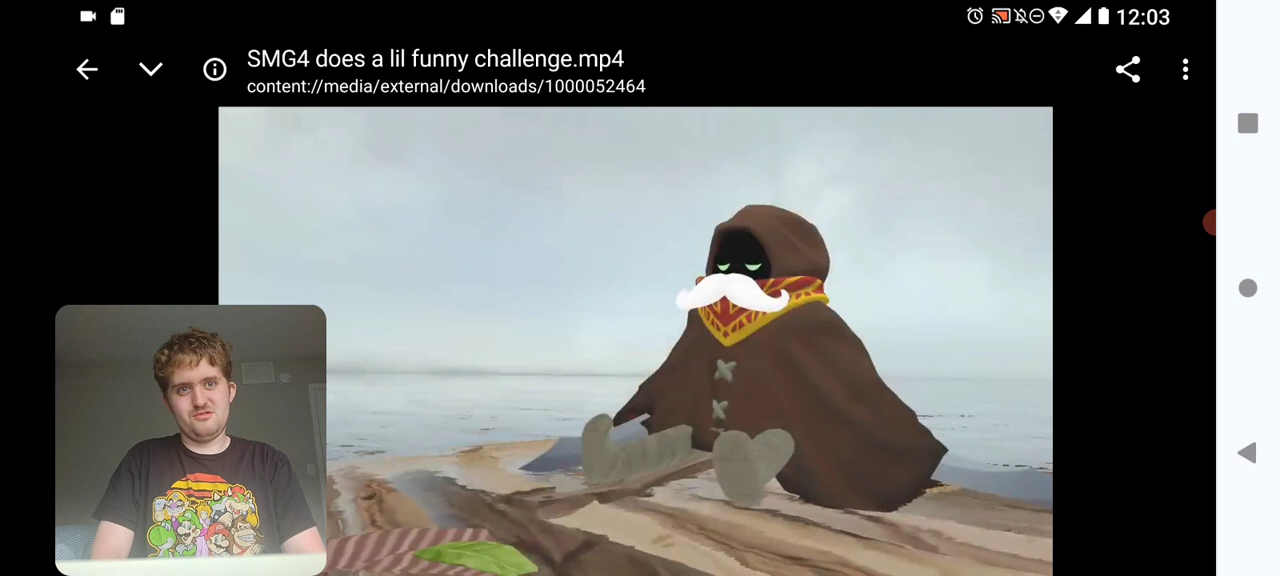 12:03
SMG4 does a lil funny challenge.mp4
content://media/external/downloads/1000052464